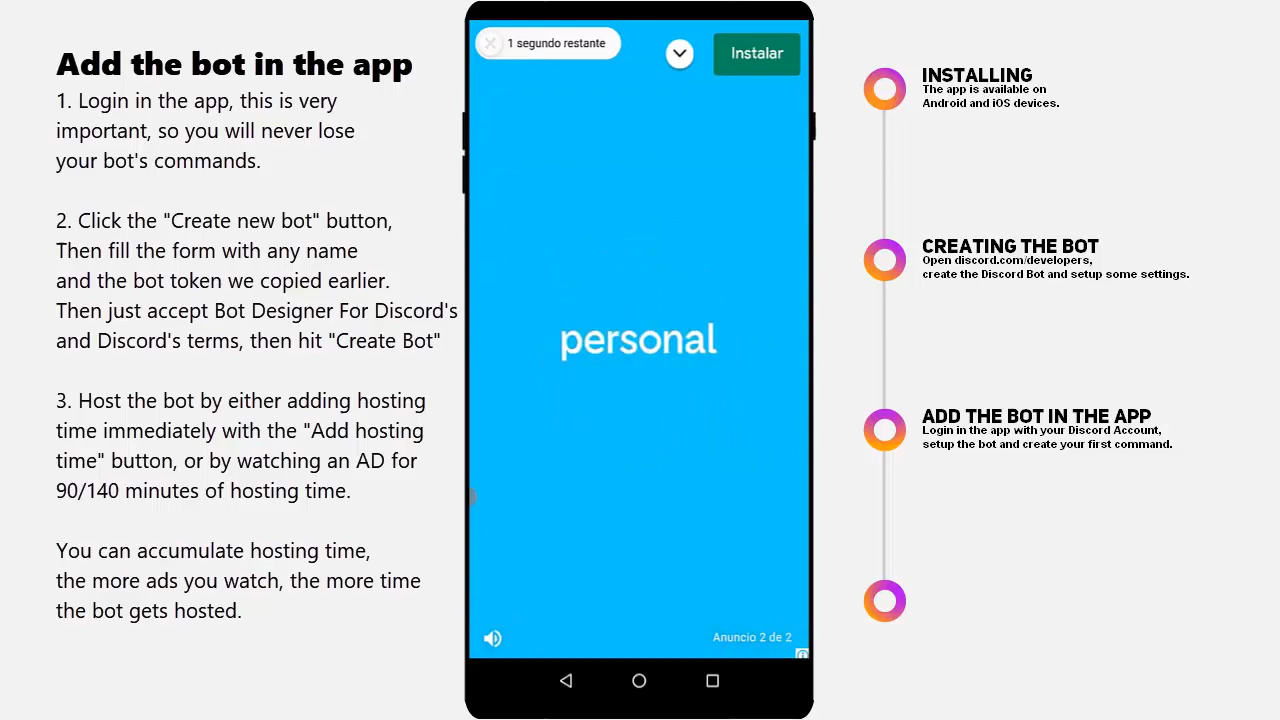 Add the bot in the app
1. Login in the app, this is very
important, so you will never lose
your bot's commands.
2. Click the "Create new bot" button,
Then fill the form with any name
and the bot token we copied earlier.
Then just accept Bot Designer For Discord's
and Discord's terms, then hit "Create Bot"
3. Host the bot by either adding hosting
time immediately with the "Add hosting
time" button, or by watching an AD for
90/140 minutes of hosting time.
You can accumulate hosting time,
the more ads you watch, the more time
the bot gets hosted.
1 segundo restante
Instalar
personal
Anuncio 2 de 2
INSTALLING
The app is available on
Android and iOS devices.
CREATING THE BOT
Open discord.com/developers,
create the Discord Bot and setup some settings.
ADD THE BOT IN THE APP
Login in the app with your Discord Account,
setup the bot and create your first command.